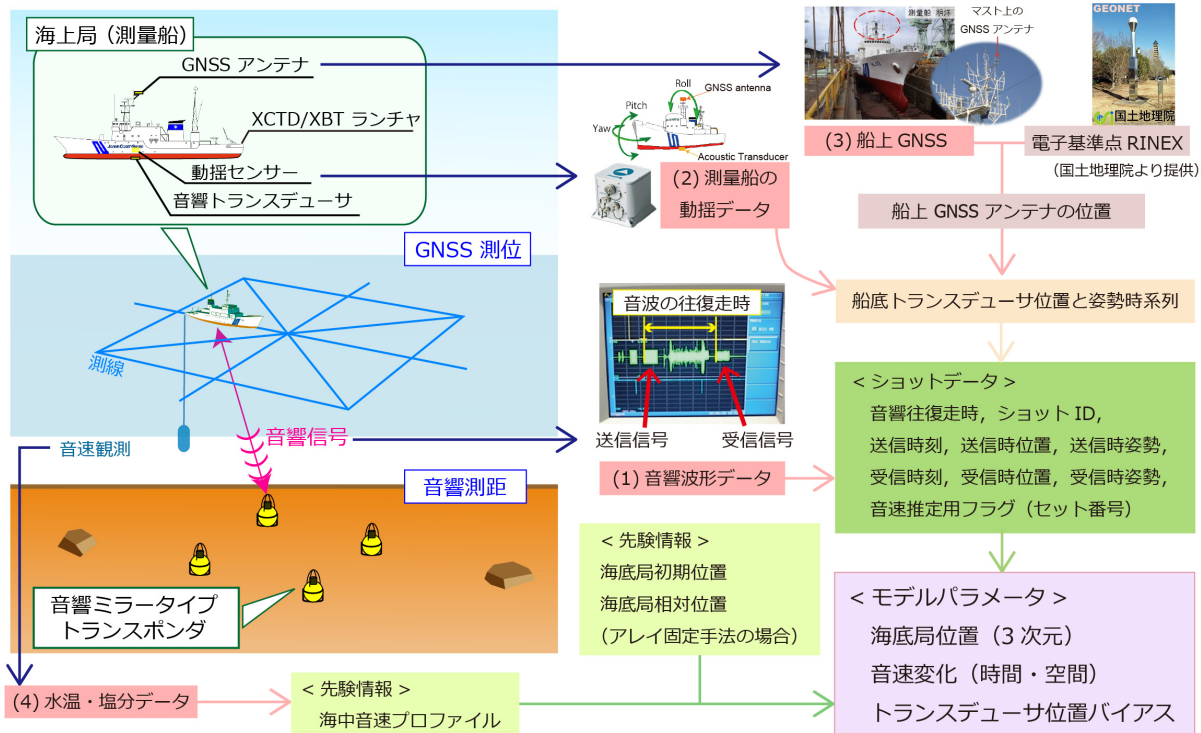 海上局（測量船）
GNSS アンテナ
XCTD/XBT ランチャ
動揺センサー
音響トランスデューサ
GNSS 測位
測線
音速観測
音響信号
音響測距
音響ミラータイプ
トランスポンダ
(4) 水温・塩分データ
< 先験情報 >
海中音速プロファイル
Roll
GNSS antenna
Pitch
Yaw
Acoustic Transducer
(2) 測量船の
動揺データ
測量船 明洋
マスト上の
GNSS アンテナ
GEONET
国土地理院
(3) 船上 GNSS
電子基準点 RINEX
（国土地理院より提供）
船上 GNSS アンテナの位置
船底トランスデューサ位置と姿勢時系列
音波の往復走時
送信信号
受信信号
(1) 音響波形データ
< ショットデータ >
音響往復走時，ショット ID，
送信時刻，送信時位置，送信時姿勢，
受信時刻，受信時位置，受信時姿勢，
音速推定用フラグ（セット番号）
< 先験情報 >
海底局初期位置
海底局相対位置
（アレイ固定手法の場合）
< モデルパラメータ >
海底局位置（3 次元）
音速変化（時間・空間）
トランスデューサ位置バイアス